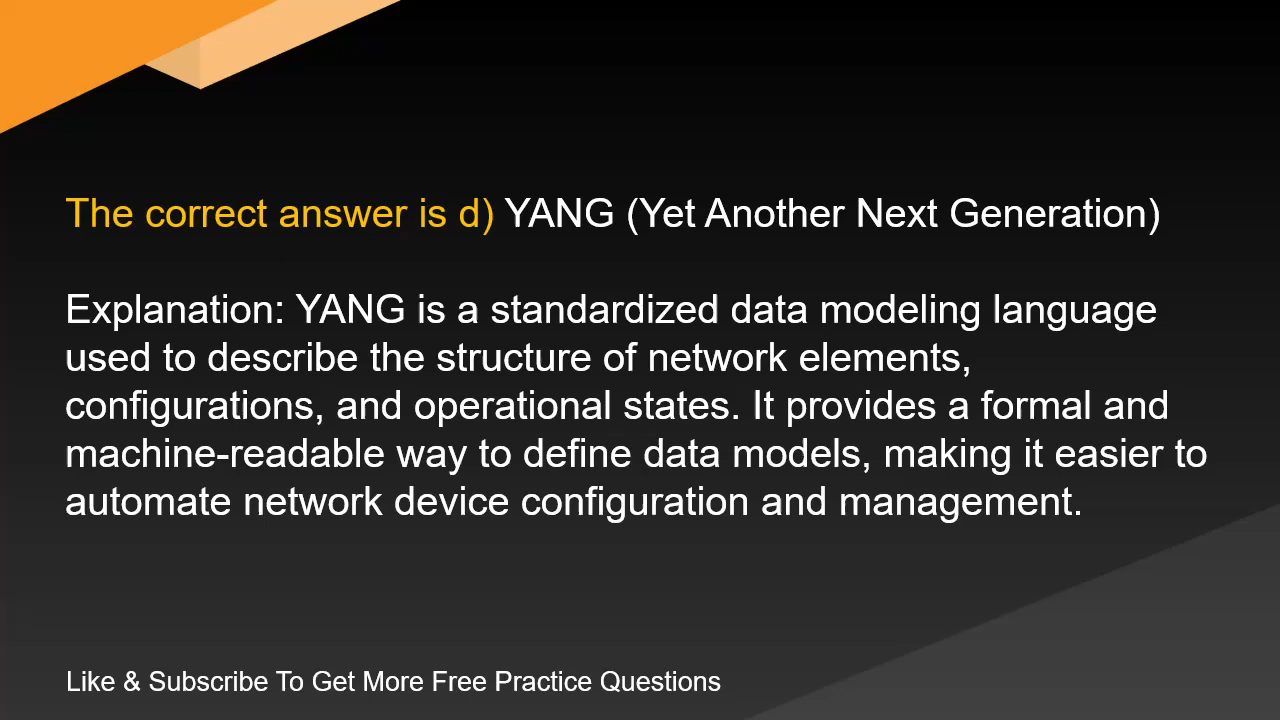 The correct answer is d) YANG (Yet Another Next Generation)
Explanation: YANG is a standardized data modeling language
used to describe the structure of network elements,
configurations, and operational states. It provides a formal and
machine-readable way to define data models, making it easier to
automate network device configuration and management.
Like & Subscribe To Get More Free Practice Questions